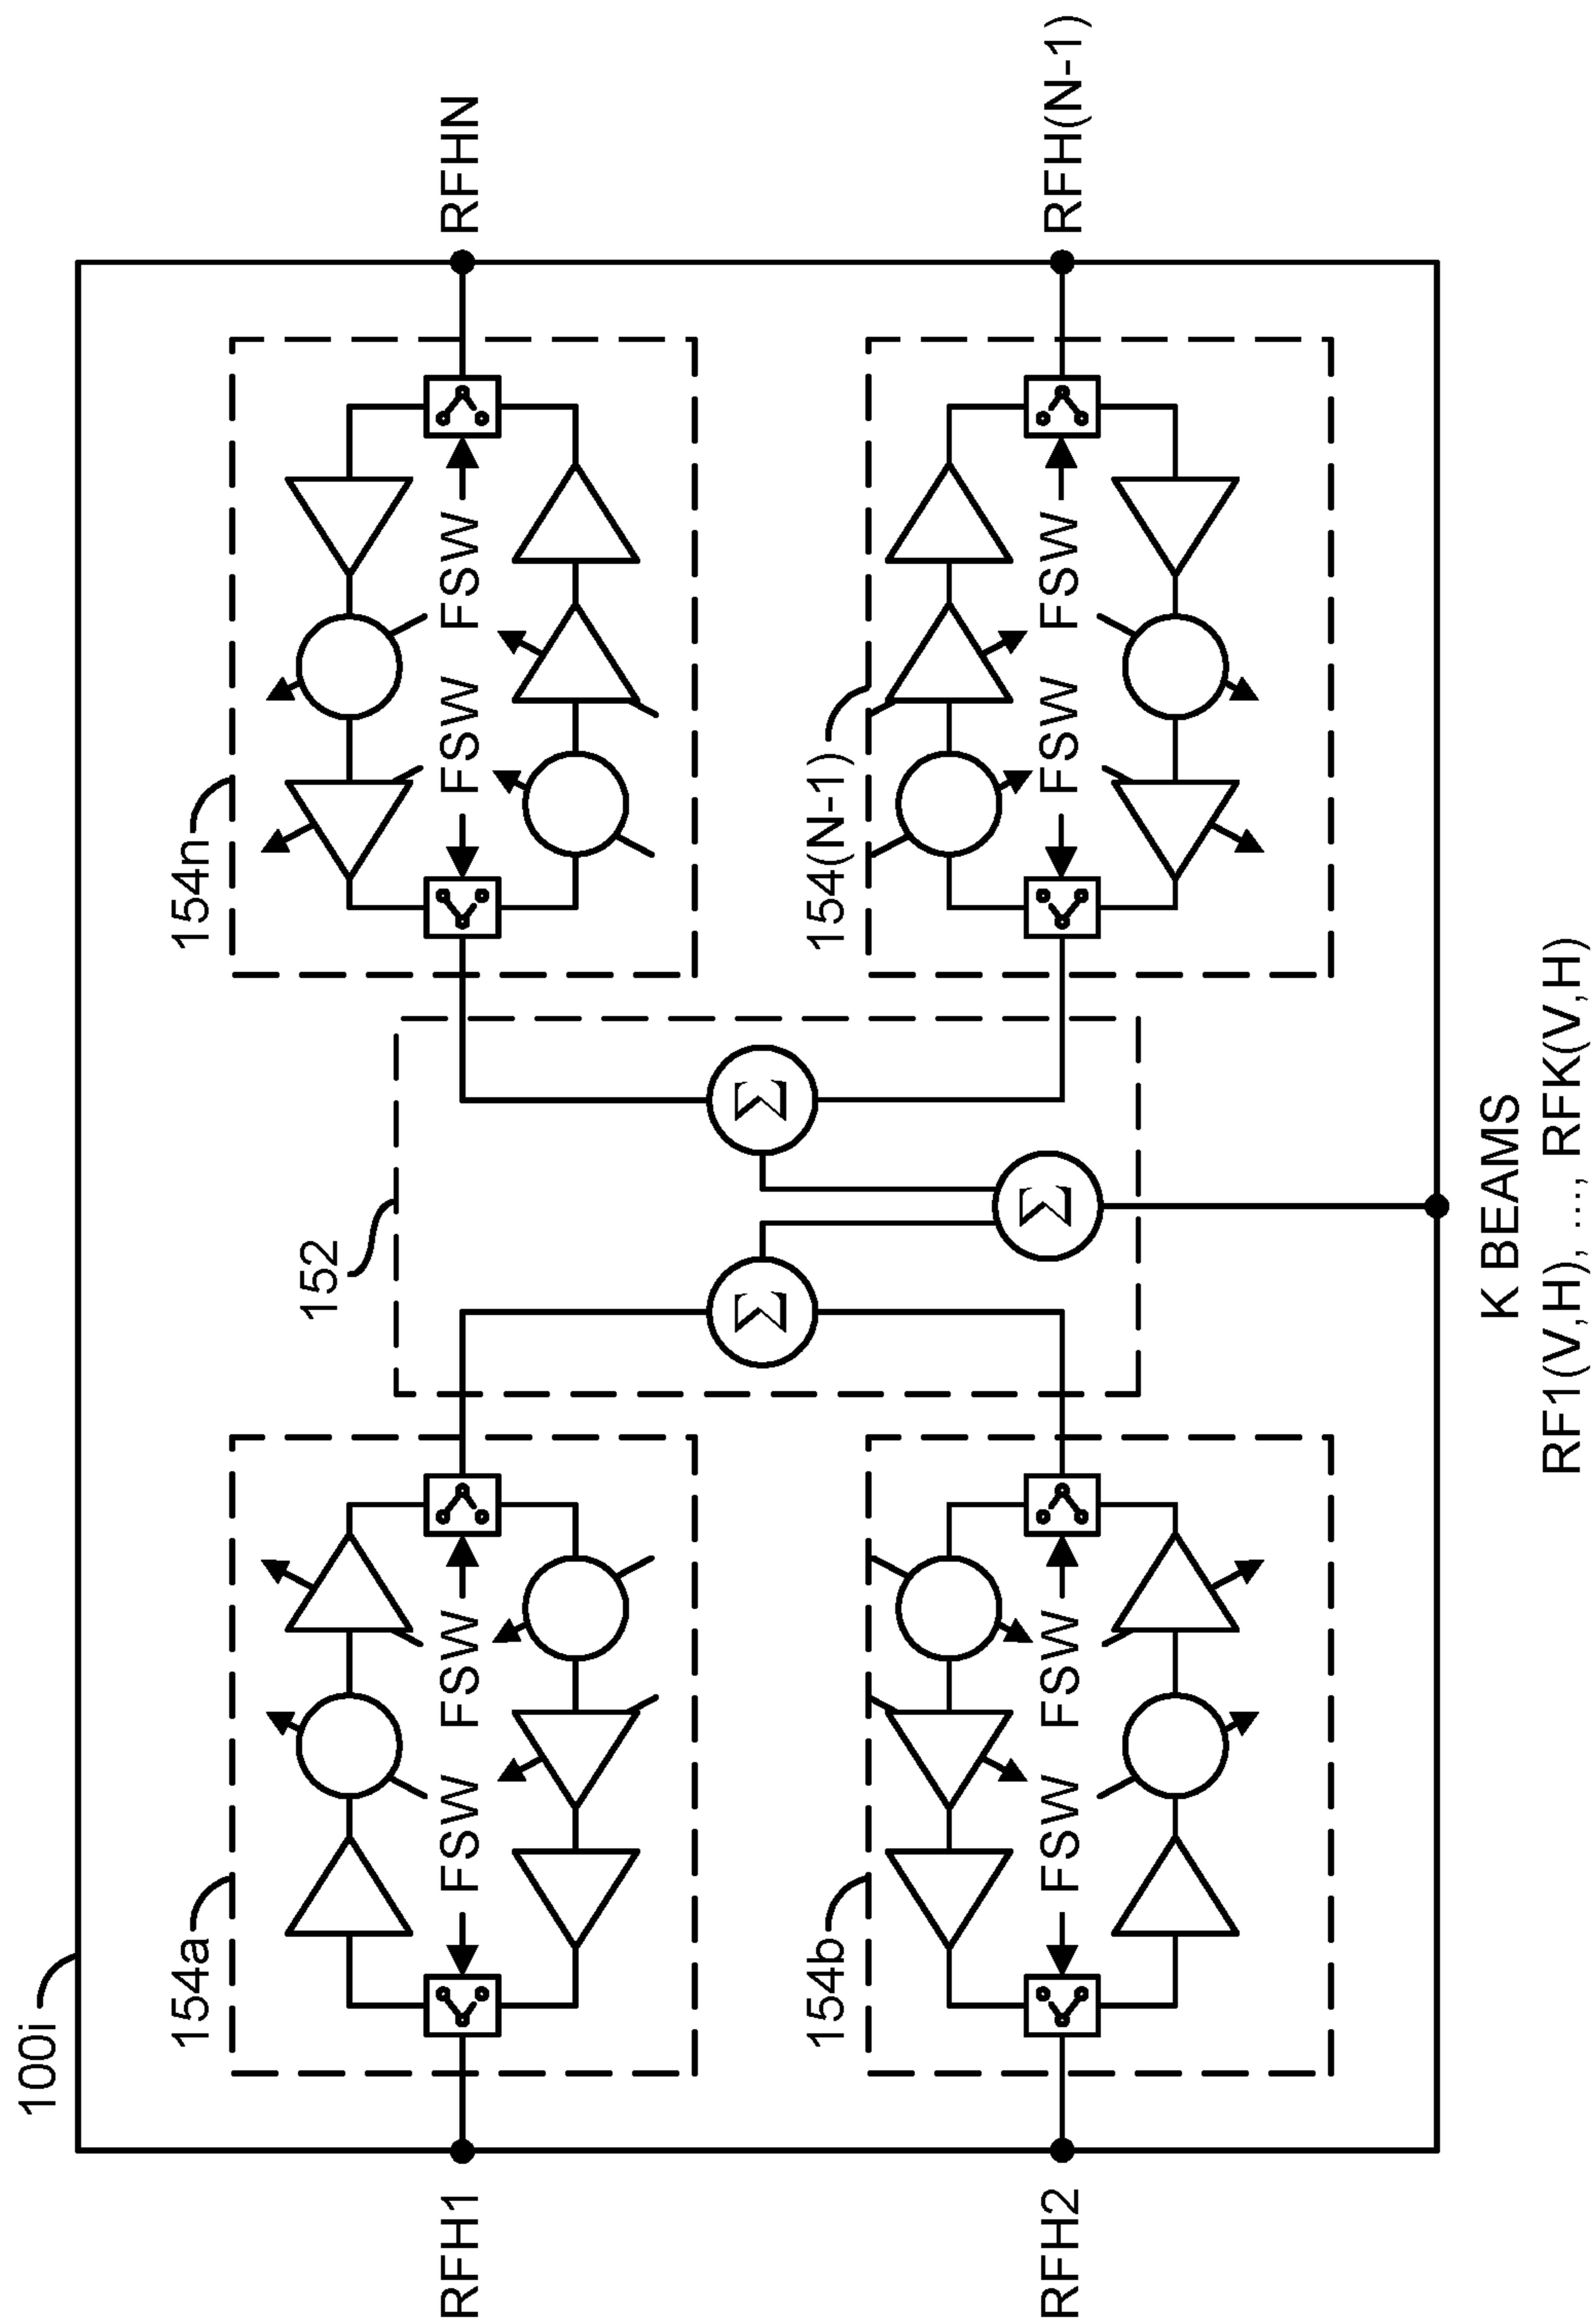 100i
154a
154n
RFH1
FSW
FSW
152
FSW
FSW
RFHN
Σ
Σ
Σ
154b
154(N-1)
RFH2
FSW
FSW
FSW
FSW
RFH(N-1)
K BEAMS
RF1(V,H), ..., RFK(V,H)